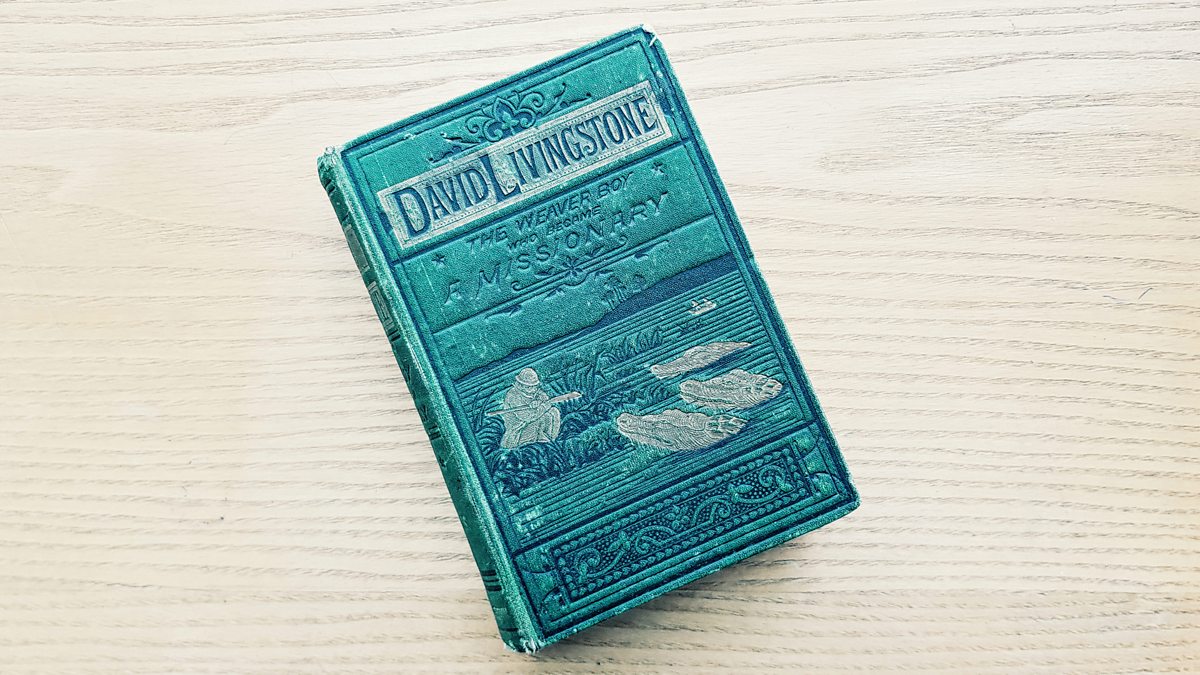 DAVID LIVINGSTONE
THE WEAVER BOY
WHO BECAME
A MISSIONARY